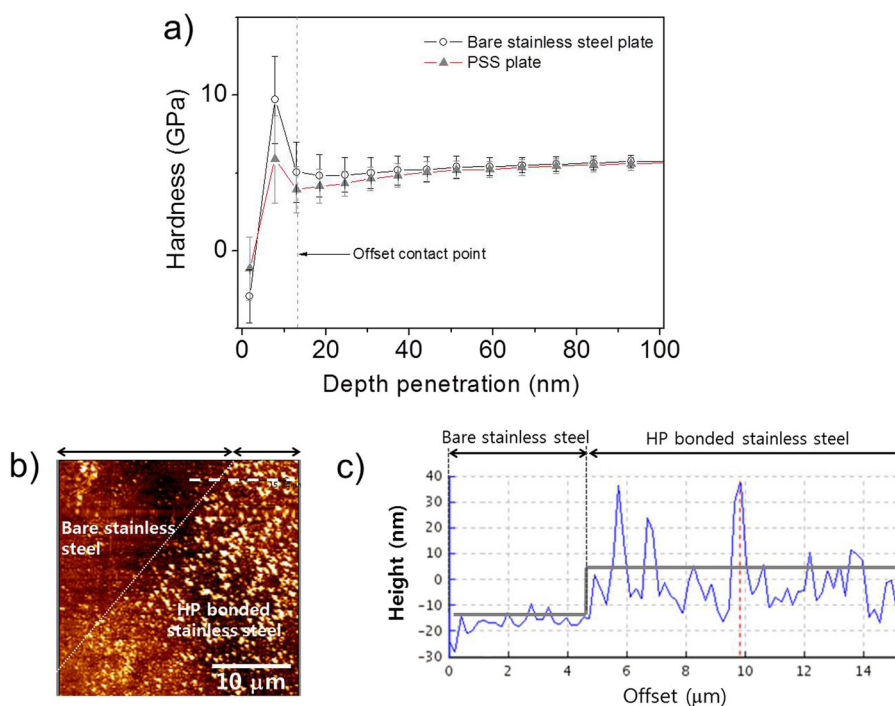 a)
Bare stainless steel plate
PSS plate
Hardness (GPa)
10
0
Offset contact point
0 20 40 60 80 100
Depth penetration (nm)
b)
Bare stainless
steel
HP bonded
stainless steel
10 μm
c)
Bare stainless steel
HP bonded stainless steel
Height (nm)
40
30
20
10
0
-10
-20
-30
0 2 4 6 8 10 12 14
Offset (μm)